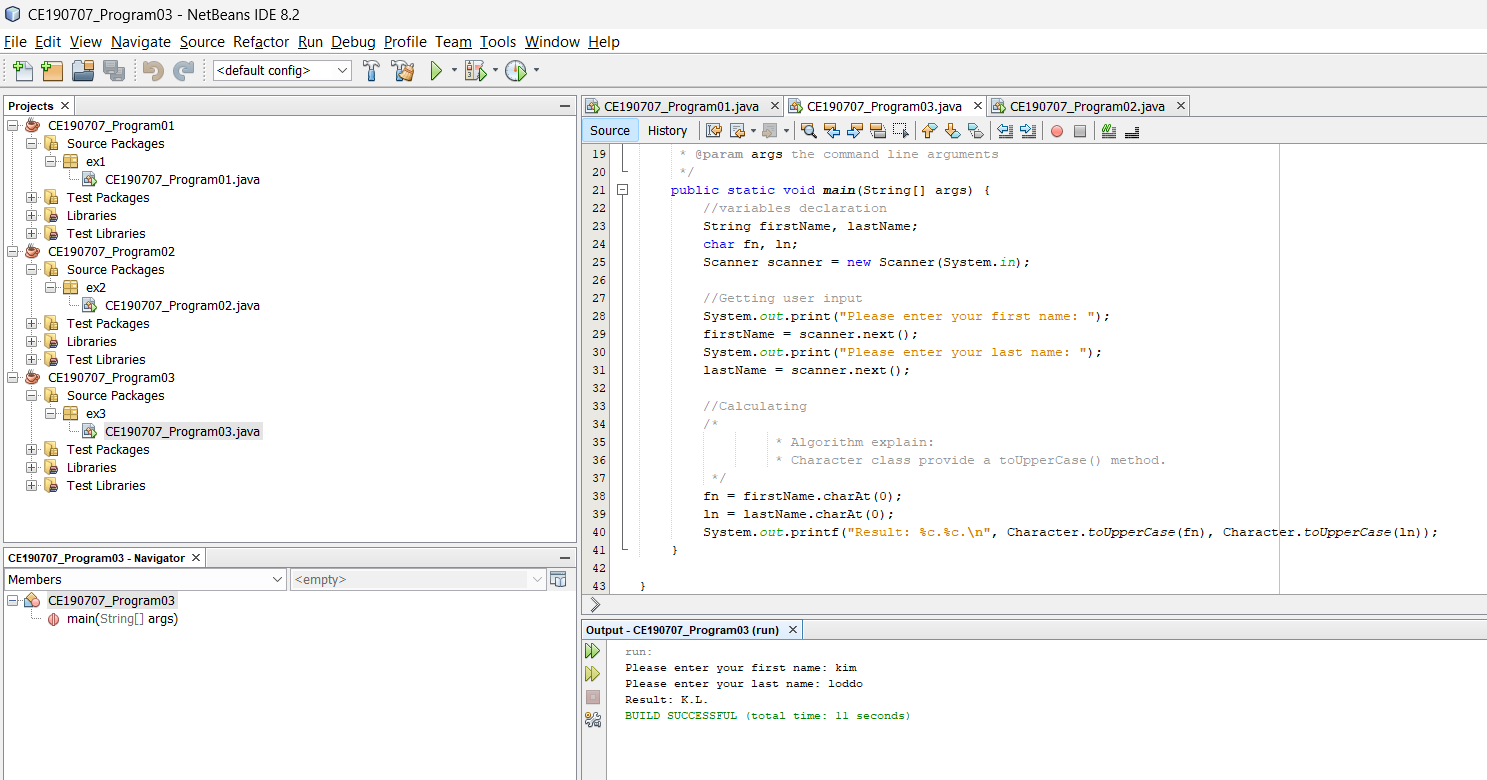 CE190707_Program03 - NetBeans IDE 8.2
File Edit View Navigate Source Refactor Run Debug Profile Team Tools Window Help
<default config>
Projects
CE190707_Program01
Source Packages
ex1
CE190707_Program01.java
Test Packages
Libraries
Test Libraries
CE190707_Program02
Source Packages
ex2
CE190707_Program02.java
Test Packages
Libraries
Test Libraries
CE190707_Program03
Source Packages
ex3
CE190707_Program03.java
Test Packages
Libraries
Test Libraries
CE190707_Program03 - Navigator
Members <empty>
CE190707_Program03
main(String[] args)
CE190707_Program01.java CE190707_Program03.java CE190707_Program02.java
Source History
19 * @param args the command line arguments
20 */
21 public static void main(String[] args) {
22 //variables declaration
23 String firstName, lastName;
24 char fn, ln;
25 Scanner scanner = new Scanner(System.in);
26
27 //Getting user input
28 System.out.print("Please enter your first name: ");
29 firstName = scanner.next();
30 System.out.print("Please enter your last name: ");
31 lastName = scanner.next();
32
33 //Calculating
34 /*
35 * Algorithm explain:
36 * Character class provide a toUpperCase() method.
37 */
38 fn = firstName.charAt(0);
39 ln = lastName.charAt(0);
40 System.out.printf("Result: %c.%c.\n", Character.toUpperCase(fn), Character.toUpperCase(ln));
41 }
42
43 }
Output - CE190707_Program03 (run)
run:
Please enter your first name: kim
Please enter your last name: loddo
Result: K.L.
BUILD SUCCESSFUL (total time: 11 seconds)